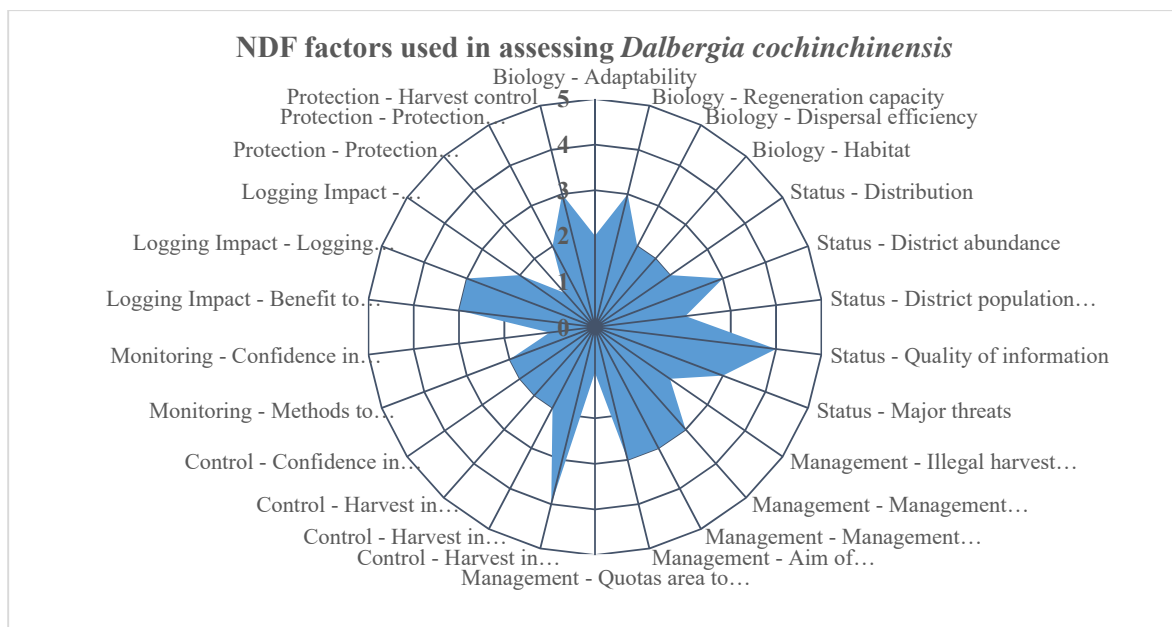 NDF factors used in assessing Dalbergia cochinchinensis
Biology - Adaptability
Biology - Regeneration capacity
Biology - Dispersal efficiency
Biology - Habitat
Status - Distribution
Status - District abundance
Status - District population…
Status - Quality of information
Status - Major threats
Management - Illegal harvest…
Management - Management…
Management - Management…
Management - Aim of…
Management - Quotas area to…
Control - Harvest in…
Control - Harvest in…
Control - Harvest in…
Control - Confidence in…
Monitoring - Methods to…
Monitoring - Confidence in…
Logging Impact - Benefit to…
Logging Impact - Logging…
Logging Impact -…
Protection - Protection…
Protection - Protection…
Protection - Harvest control
5
4
3
2
1
0